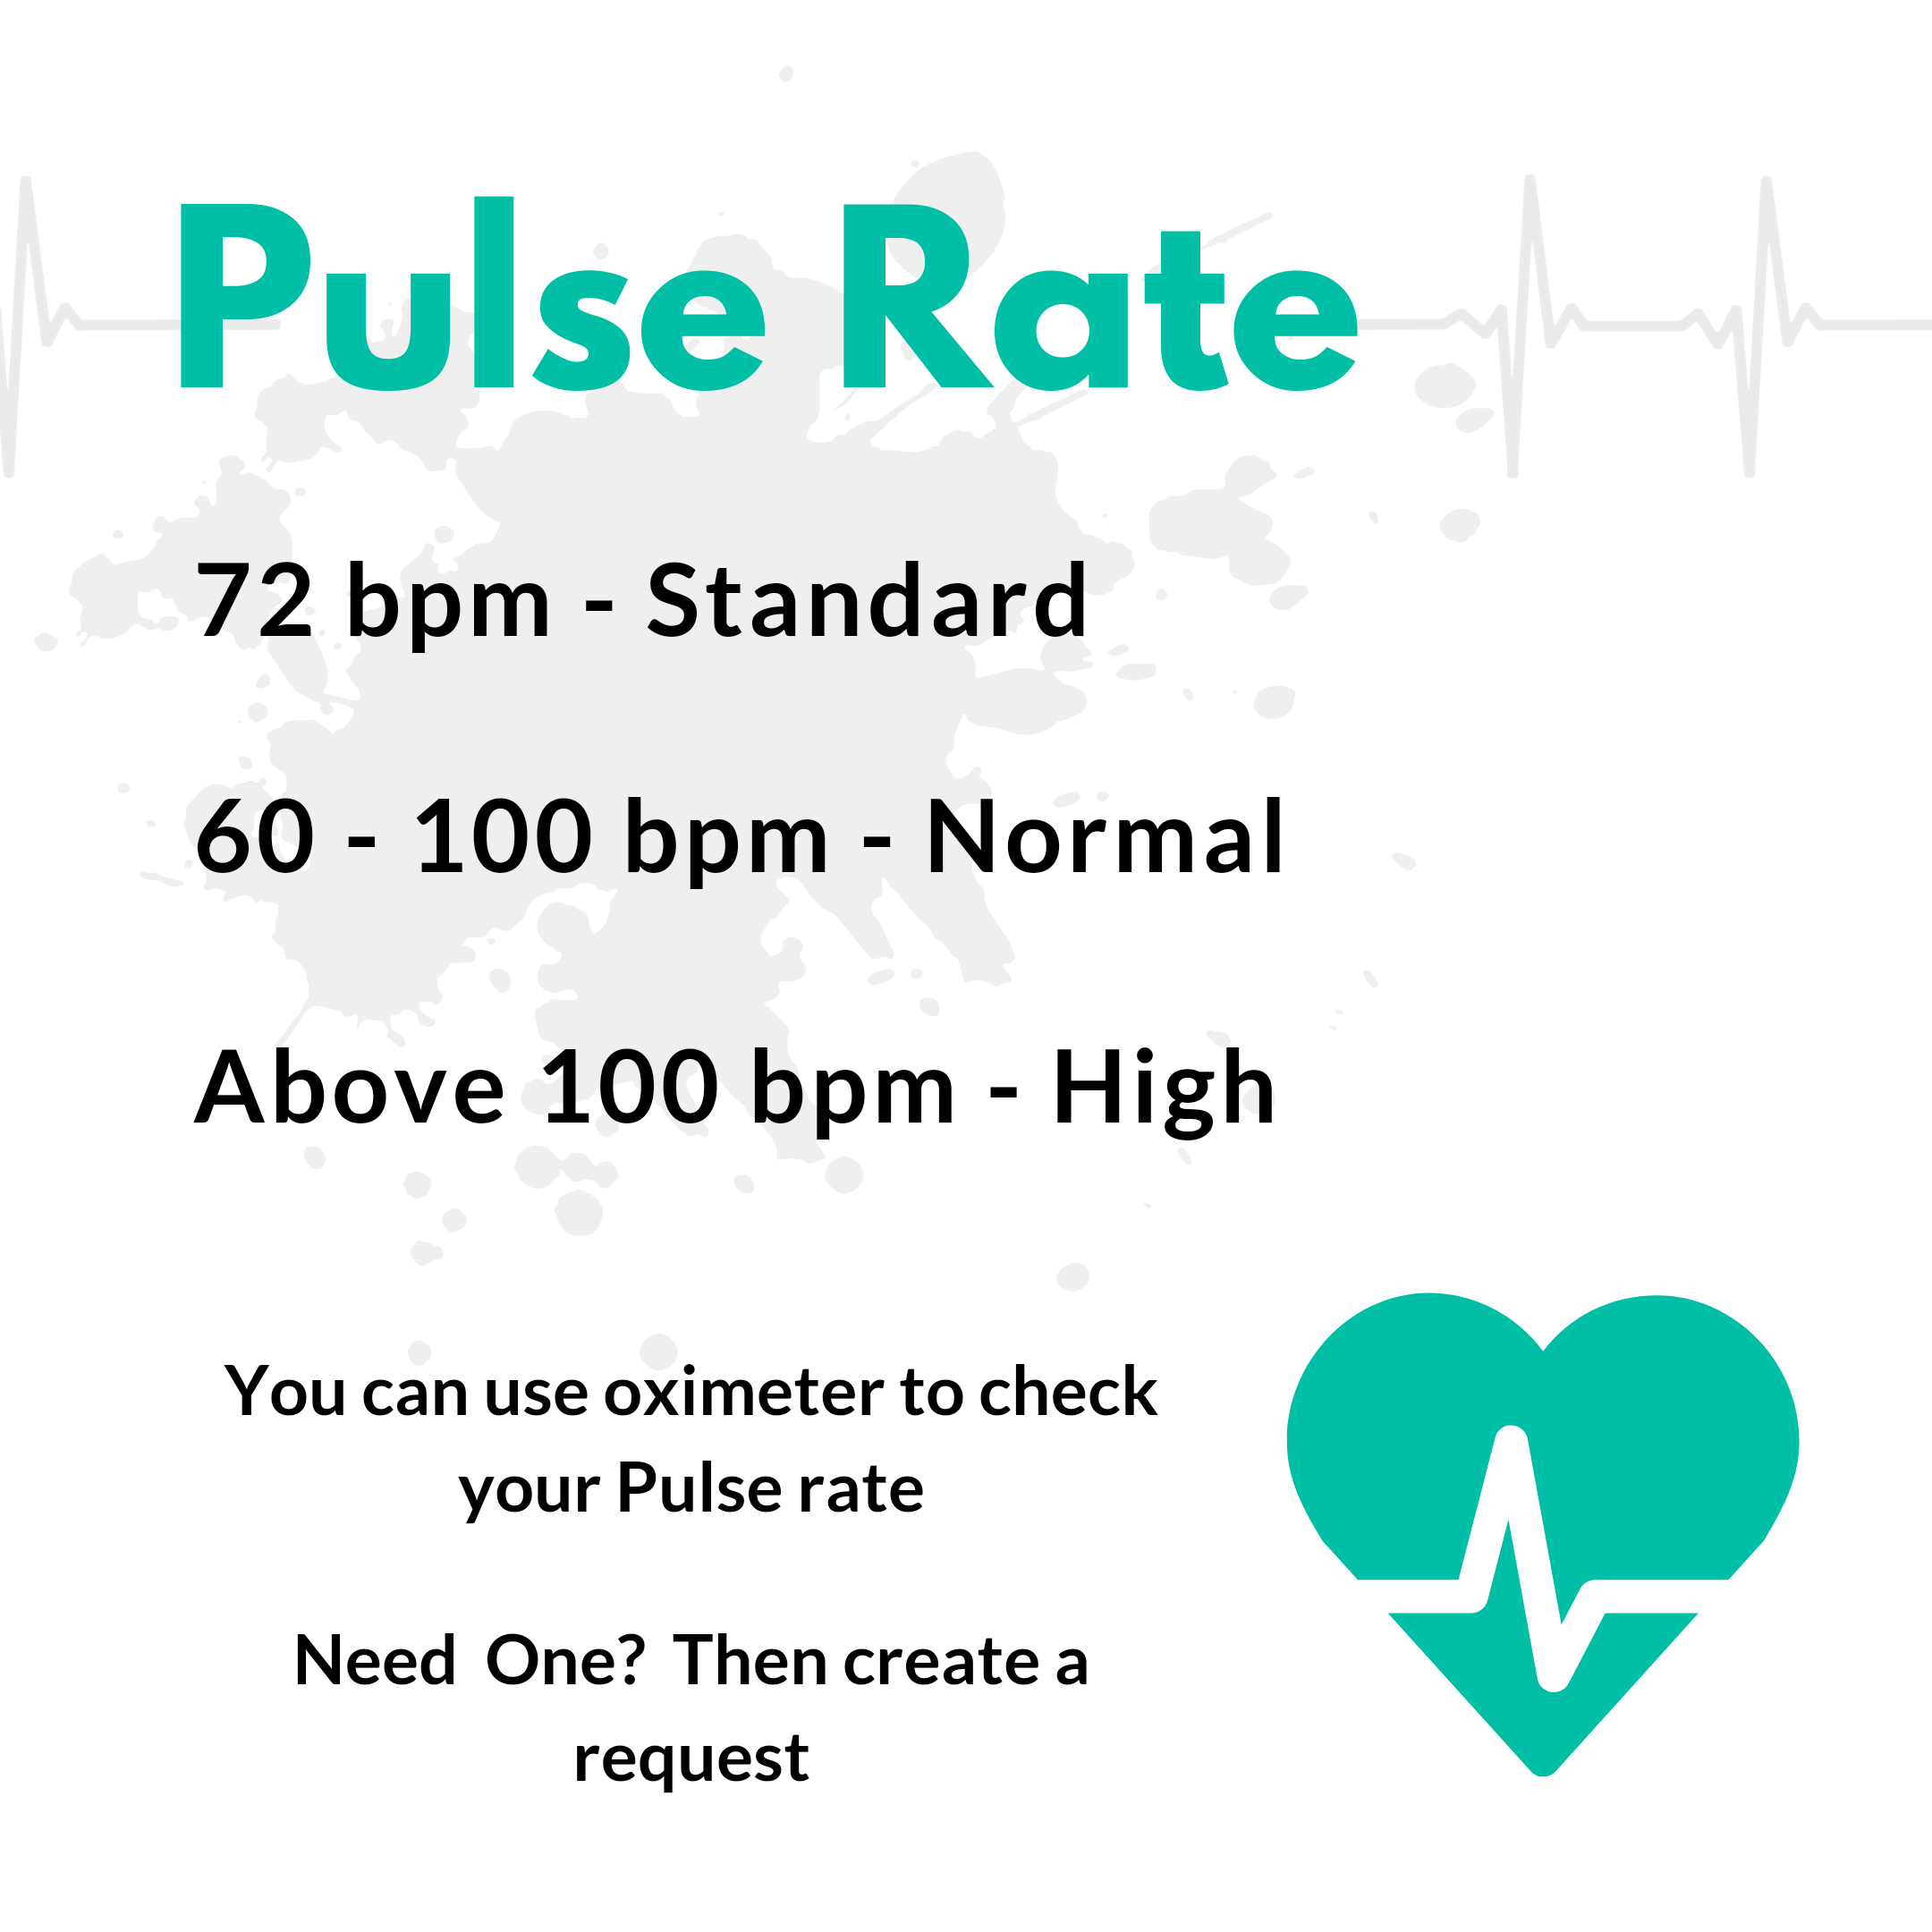 Pulse Rate
72 bpm - Standard
60 - 100 bpm - Normal
Above 100 bpm - High
You can use oximeter to check
your Pulse rate
Need One? Then create a
request